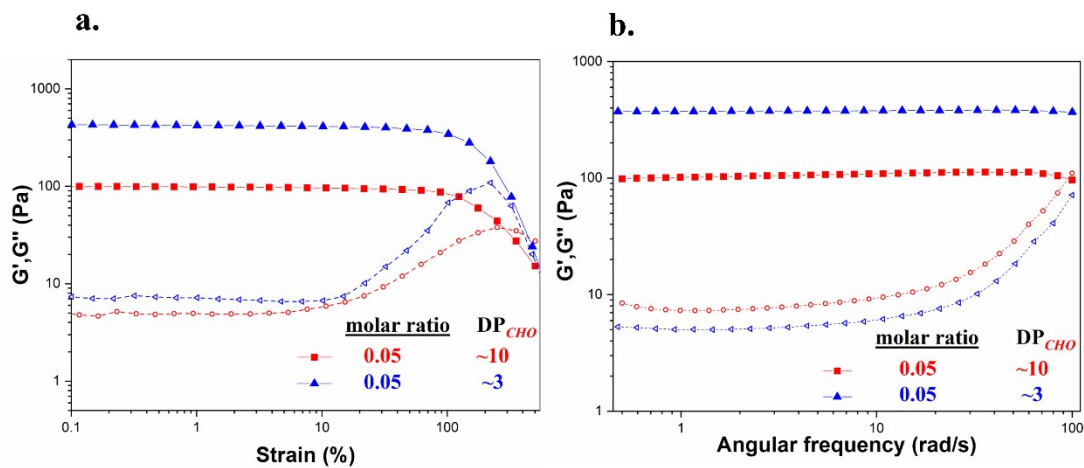 a.
1000
100
10
1
G',G'' (Pa)
0.1
1
10
100
Strain (%)
molar ratio DP_CHO
0.05 ~10
0.05 ~3
b.
1000
100
10
1
G',G'' (Pa)
1
10
100
Angular frequency (rad/s)
molar ratio DP_CHO
0.05 ~10
0.05 ~3